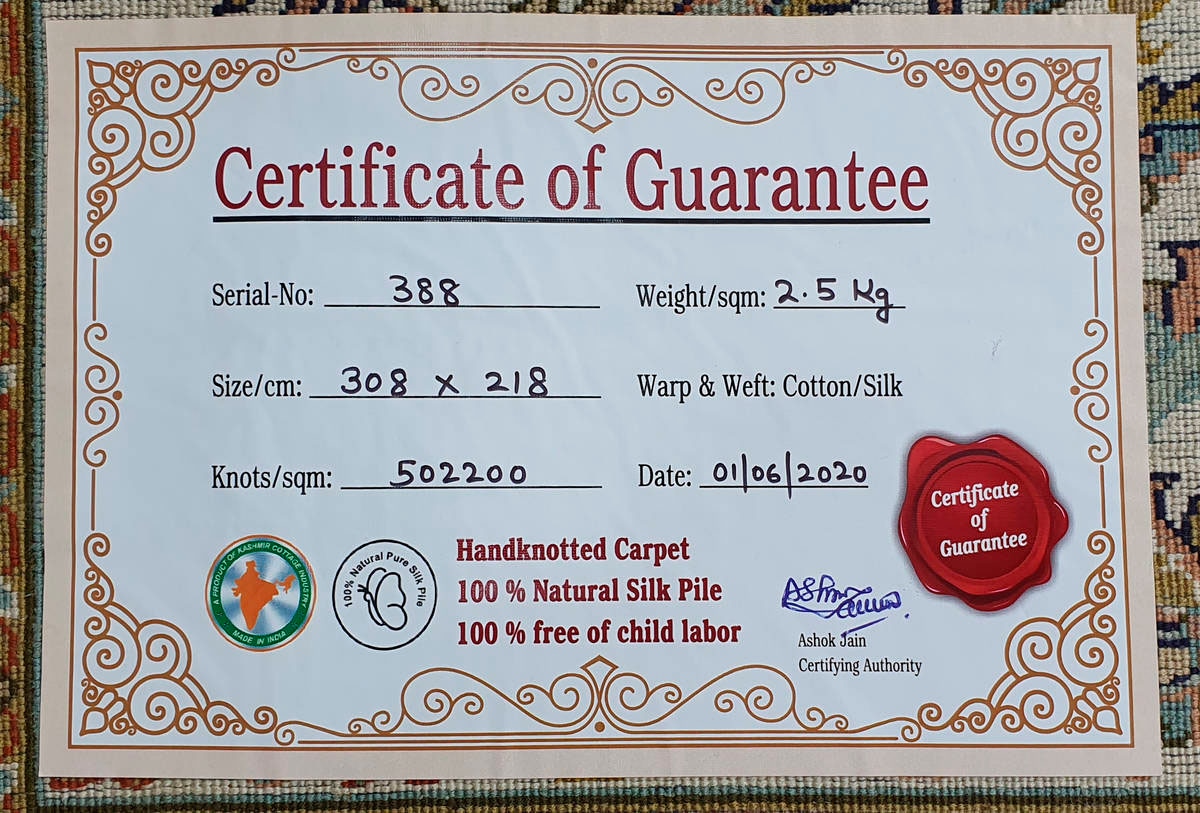 Certificate of Guarantee
Serial-No: 388
Weight/sqm: 2.5 Kg
Size/cm: 308 x 218
Warp & Weft: Cotton/Silk
Knots/sqm: 502200
Date: 01/06/2020
Certificate
of
Guarantee
A PRODUCT OF KASHMIR COTTAGE INDUSTRY
MADE IN INDIA
100% Natural Pure Silk Pile
Handknotted Carpet
100 % Natural Silk Pile
100 % free of child labor
Ashok Jain
Certifying Authority